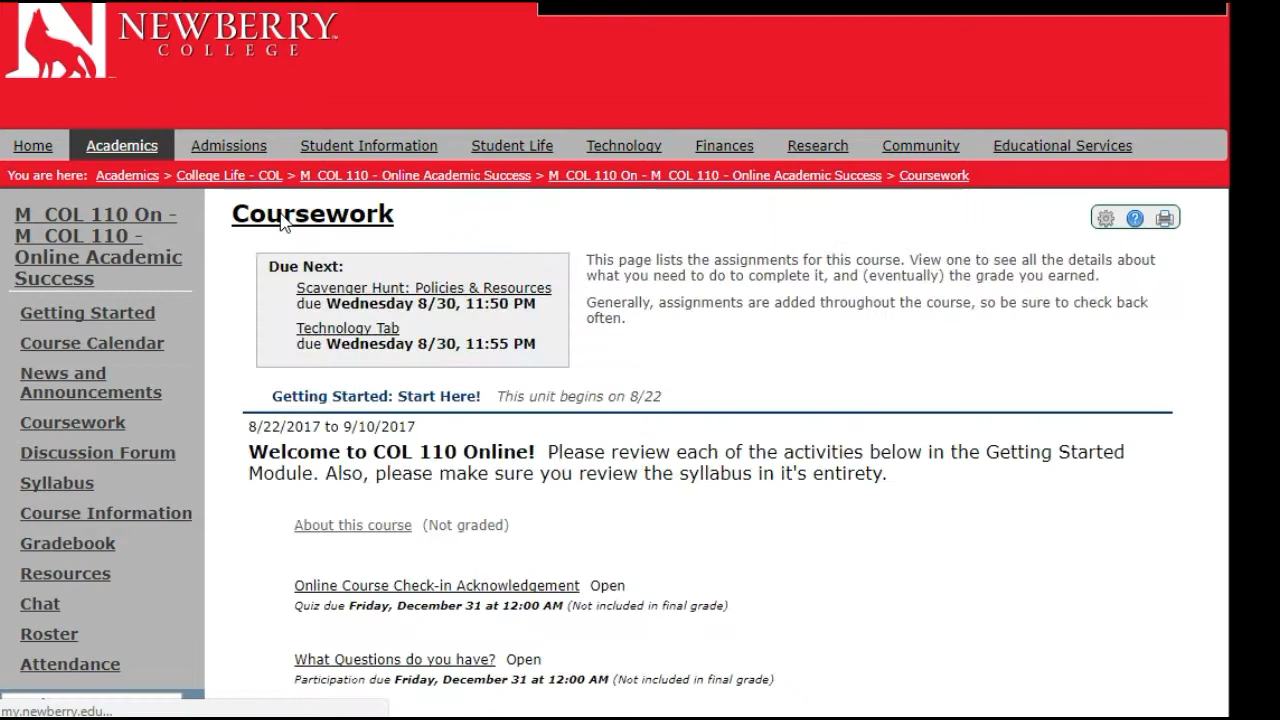 NEWBERRY
COLLEGE
Home Academics Admissions Student Information Student Life Technology Finances Research Community Educational Services
You are here: Academics > College Life - COL > M_COL 110 - Online Academic Success > M_COL 110 On - M_COL 110 - Online Academic Success > Coursework
M_COL 110 On -
M_COL 110 -
Online Academic
Success
Getting Started
Course Calendar
News and
Announcements
Coursework
Discussion Forum
Syllabus
Course Information
Gradebook
Resources
Chat
Roster
Attendance
Coursework
Due Next:
Scavenger Hunt: Policies & Resources
due Wednesday 8/30, 11:50 PM
Technology Tab
due Wednesday 8/30, 11:55 PM
This page lists the assignments for this course. View one to see all the details about
what you need to do to complete it, and (eventually) the grade you earned.
Generally, assignments are added throughout the course, so be sure to check back
often.
Getting Started: Start Here! This unit begins on 8/22
8/22/2017 to 9/10/2017
Welcome to COL 110 Online! Please review each of the activities below in the Getting Started
Module. Also, please make sure you review the syllabus in it's entirety.
About this course (Not graded)
Online Course Check-in Acknowledgement Open
Quiz due Friday, December 31 at 12:00 AM (Not included in final grade)
What Questions do you have? Open
Participation due Friday, December 31 at 12:00 AM (Not included in final grade)
my.newberry.edu...